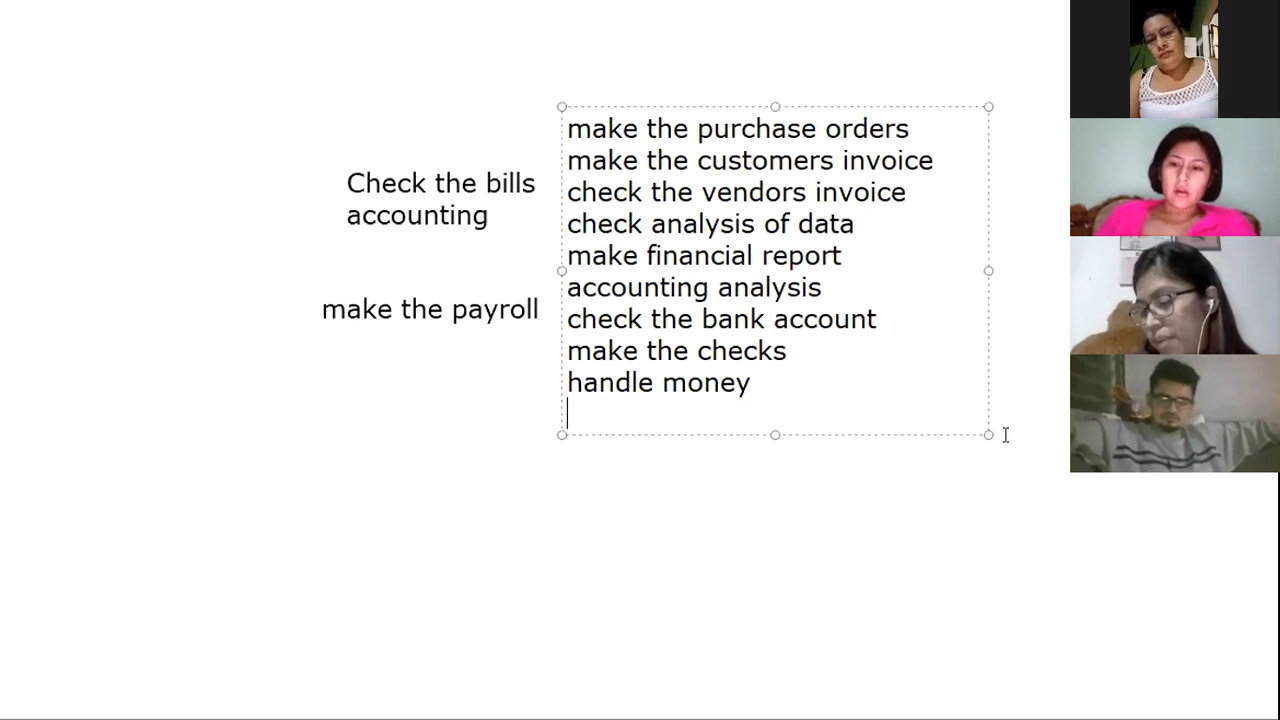 Check the bills
accounting
make the payroll
make the purchase orders
make the customers invoice
check the vendors invoice
check analysis of data
make financial report
accounting analysis
check the bank account
make the checks
handle money